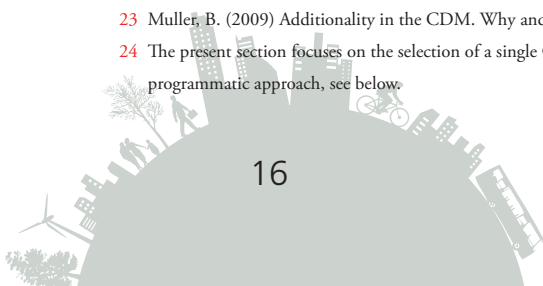 23 Muller, B. (2009) Additionality in the CDM. Why and
24 The present section focuses on the selection of a single
programmatic approach, see below.
16